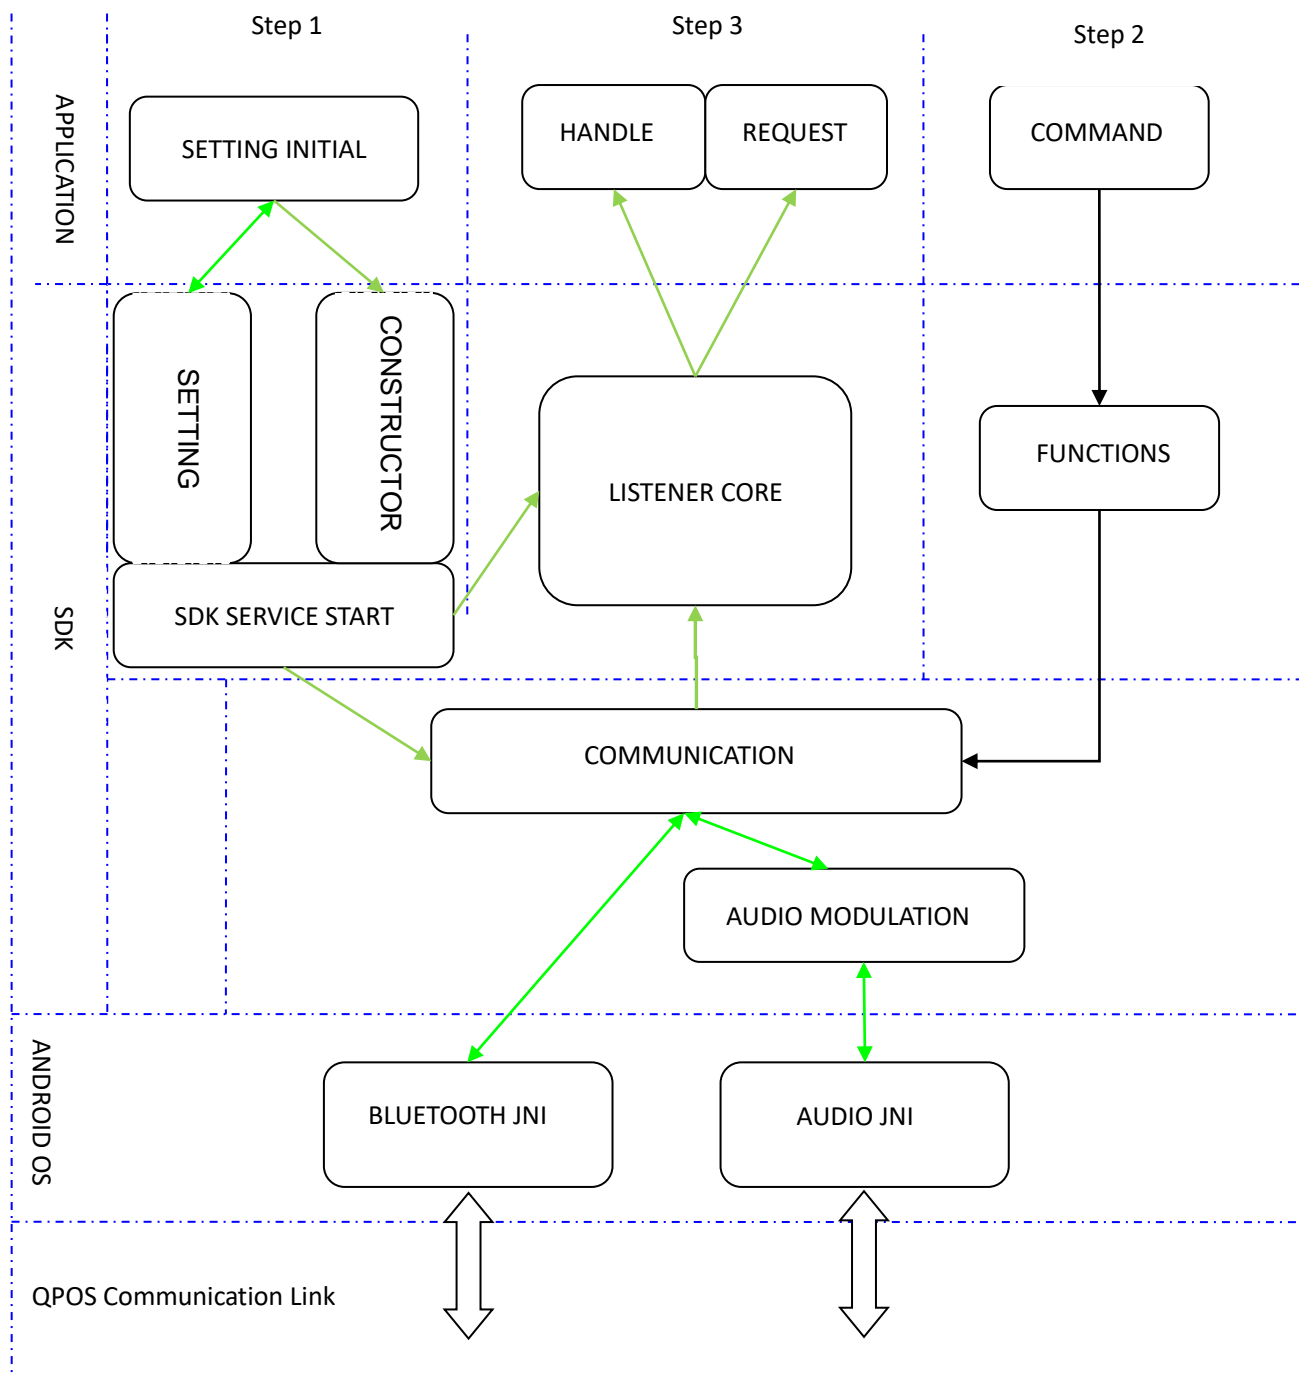 Step 1
Step 3
Step 2
APPLICATION
SETTING INITIAL
HANDLE
REQUEST
COMMAND
SDK
SETTING
CONSTRUCTOR
LISTENER CORE
FUNCTIONS
SDK SERVICE START
COMMUNICATION
AUDIO MODULATION
ANDROID OS
BLUETOOTH JNI
AUDIO JNI
QPOS Communication Link